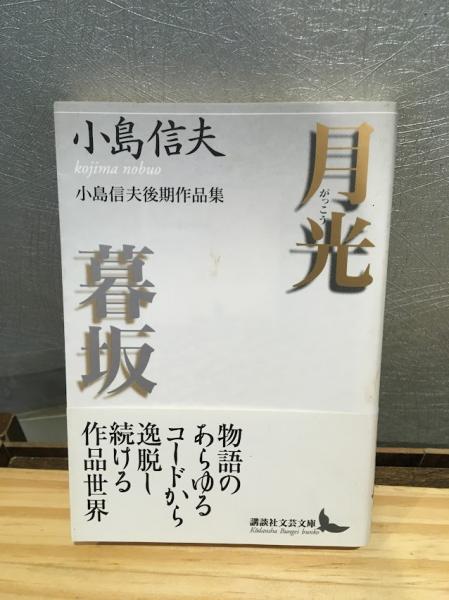 小島信夫
kojima nobuo
小島信夫後期作品集
月光
がっこう
暮坂
物語の
あらゆる
コードから
逸脱し
続ける
作品世界
講談社文芸文庫
Kōdansha Bungei bunko